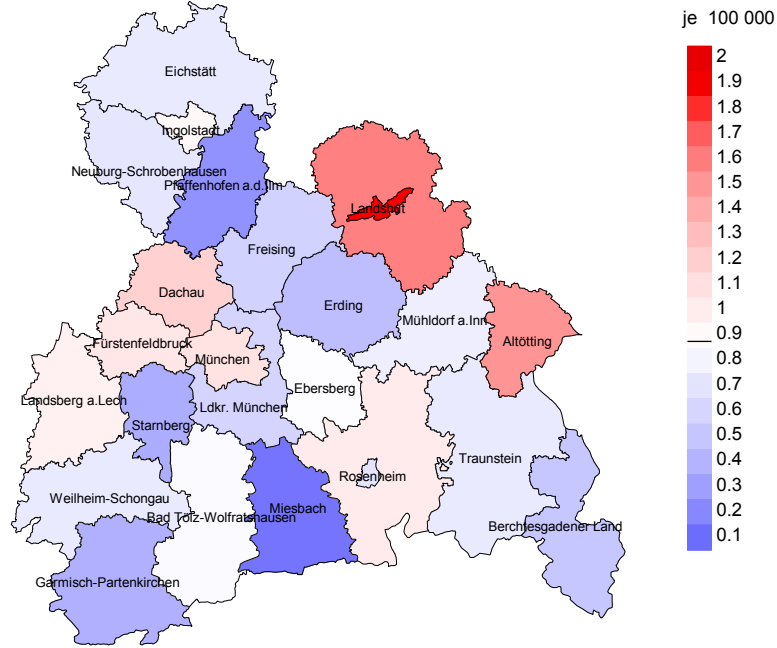 je 100 000
2
1.9
1.8
1.7
1.6
1.5
1.4
1.3
1.2
1.1
1
0.9
0.8
0.7
0.6
0.5
0.4
0.3
0.2
0.1
Eichstätt
Ingolstadt
Neuburg-Schrobenhausen
Pfaffenhofen a.d.Ilm
Landshut
Freising
Dachau
Erding
Mühldorf a.Inn
Altötting
Fürstenfeldbruck
München
Ebersberg
Landsberg a.Lech
Ldkr. München
Starnberg
Traunstein
Rosenheim
Weilheim-Schongau
Miesbach
Bad Tölz-Wolfratshausen
Berchtesgadener Land
Garmisch-Partenkirchen